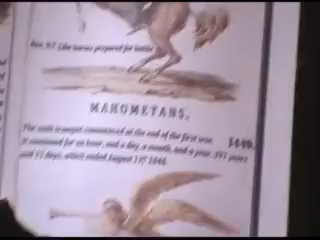 Rev. 9:7 Like horses prepared for battle
MAHOMETANS.
The sixth trumpet commenced at the end of the first woe. 1449.
It continued for an hour, and a day, a month, and a year, 391 years
and 15 days, which ended August 11th 1840.